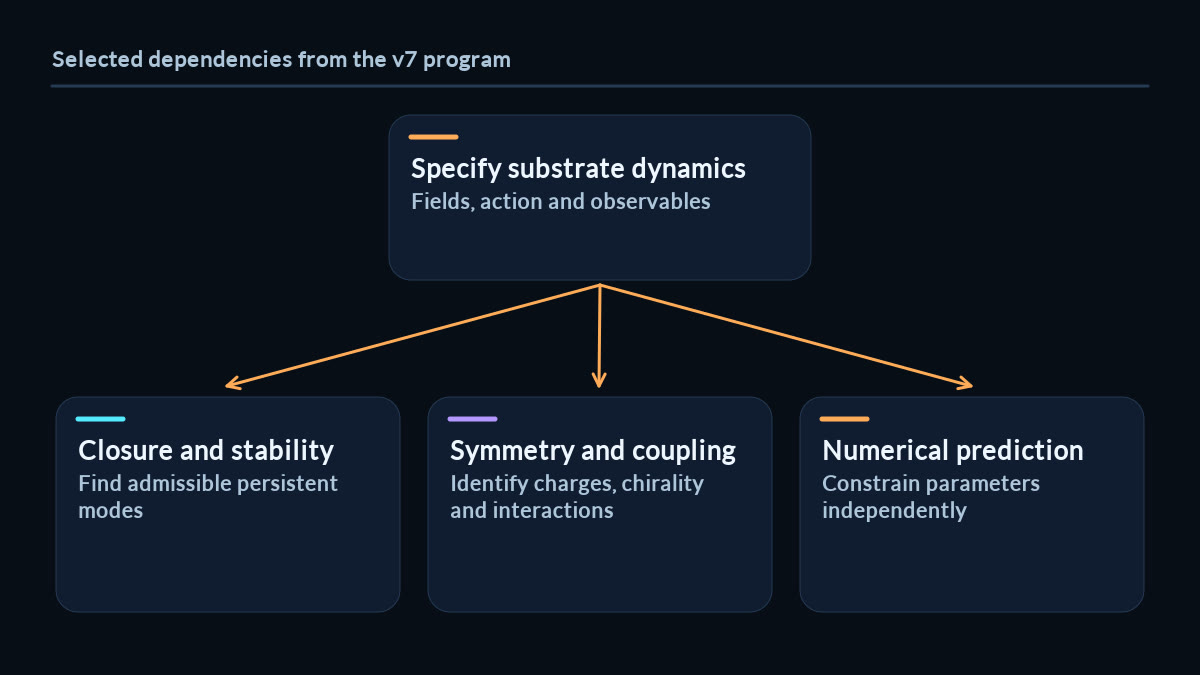 Selected dependencies from the v7 program
Specify substrate dynamics
Fields, action and observables
Closure and stability
Find admissible persistent
modes
Symmetry and coupling
Identify charges, chirality
and interactions
Numerical prediction
Constrain parameters
independently